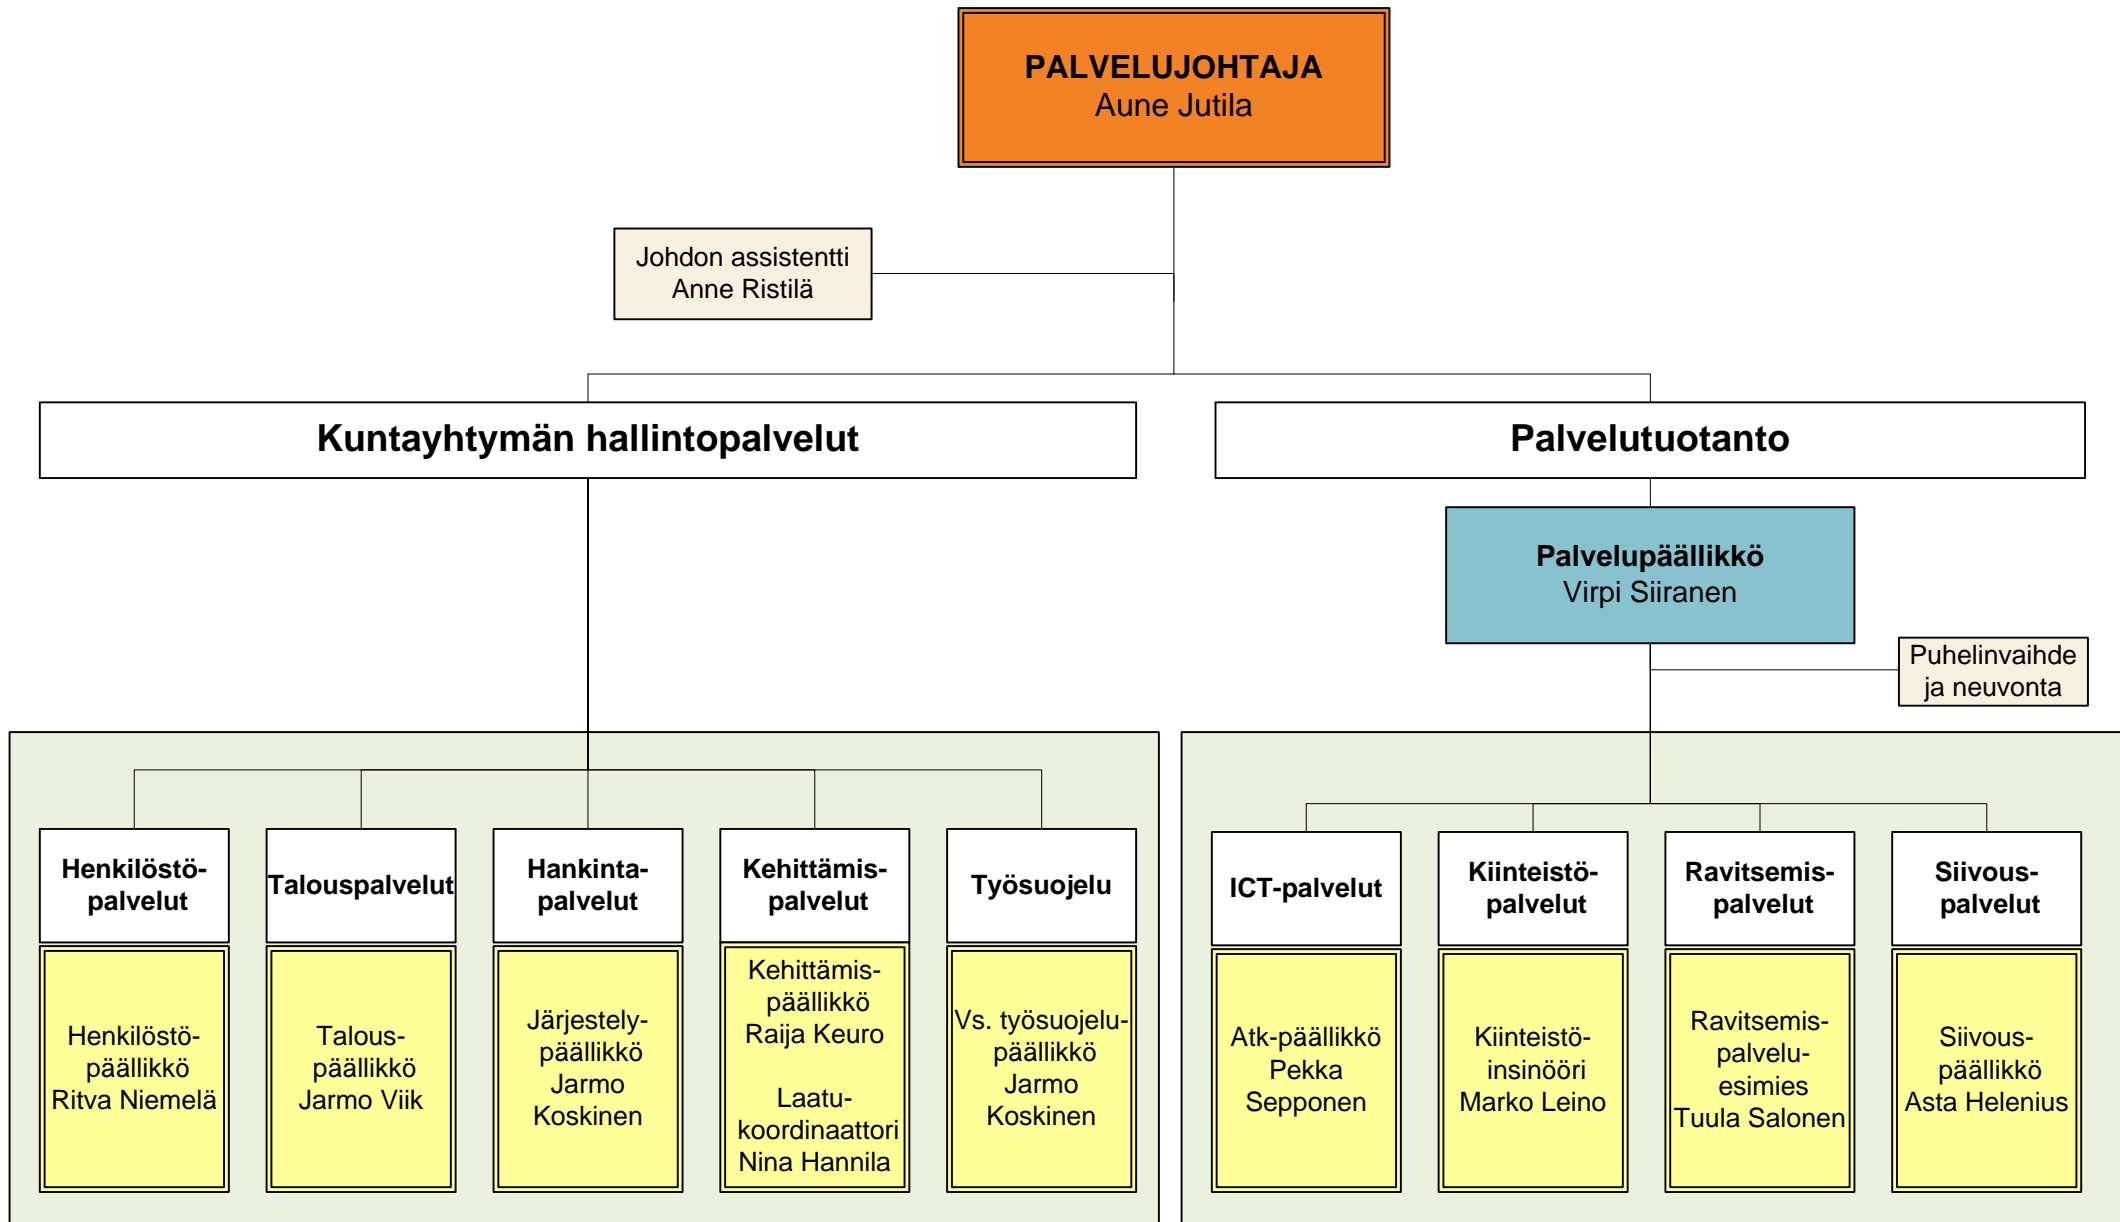 PALVELUJOHTAJA
Aune Jutila
Johdon assistentti
Anne Ristilä
Kuntayhtymän hallintopalvelut
Palvelutuotanto
Palvelupäällikkö
Virpi Siiranen
Puhelinvaihde
ja neuvonta
Henkilöstö-
palvelut
Henkilöstö-
päällikkö
Ritva Niemelä
Talouspalvelut
Talous-
päällikkö
Jarmo Viik
Hankinta-
palvelut
Järjestely-
päällikkö
Jarmo
Koskinen
Kehittämis-
palvelut
Kehittämis-
päällikkö
Raija Keuro
Laatu-
koordinaattori
Nina Hannila
Työsuojelu
Vs. työsuojelu-
päällikkö
Jarmo
Koskinen
ICT-palvelut
Atk-päällikkö
Pekka
Sepponen
Kiinteistö-
palvelut
Kiinteistö-
insinööri
Marko Leino
Ravitsemis-
palvelut
Ravitsemis-
palvelu-
esimies
Tuula Salonen
Siivous-
palvelut
Siivous-
päällikkö
Asta Helenius